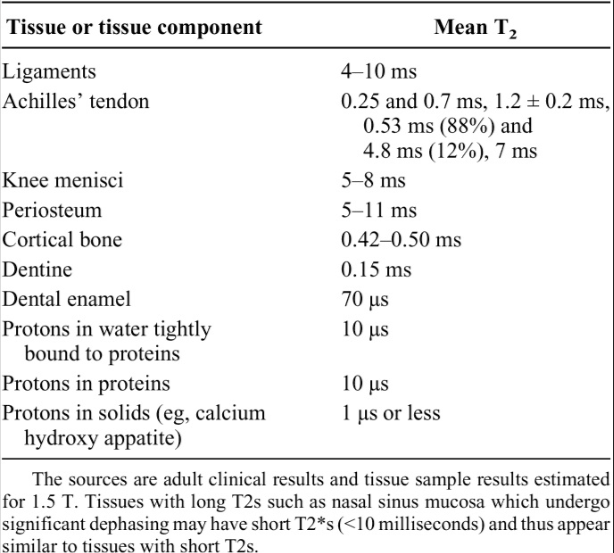 Tissue or tissue component Mean T₂
Ligaments 4–10 ms
Achilles’ tendon 0.25 and 0.7 ms, 1.2 ± 0.2 ms,
0.53 ms (88%) and
4.8 ms (12%), 7 ms
Knee menisci 5–8 ms
Periosteum 5–11 ms
Cortical bone 0.42–0.50 ms
Dentine 0.15 ms
Dental enamel 70 μs
Protons in water tightly 10 μs
bound to proteins
Protons in proteins 10 μs
Protons in solids (eg, calcium 1 μs or less
hydroxy appatite)
The sources are adult clinical results and tissue sample results estimated
for 1.5 T. Tissues with long T2s such as nasal sinus mucosa which undergo
significant dephasing may have short T2*s (<10 milliseconds) and thus appear
similar to tissues with short T2s.